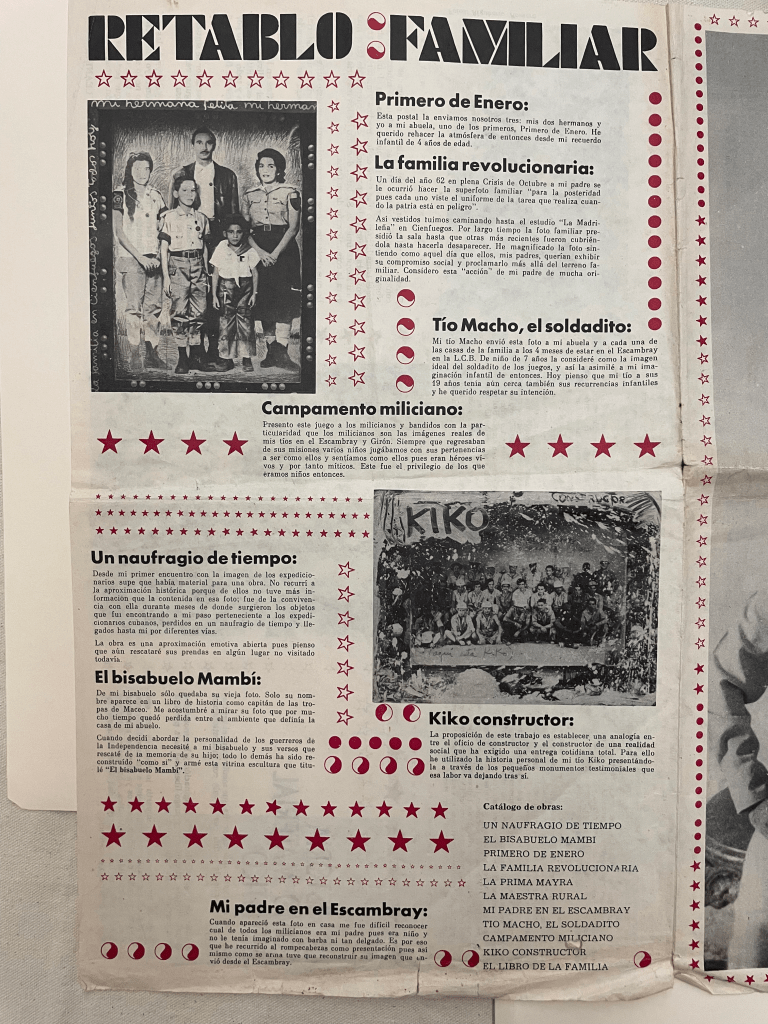 RETABLO FAMILIAR
mi hermana Felita mi herman
la familia en cienfuegos juntos
Primero de Enero:
Esta postal la enviamos nosotros tres: mis dos hermanos y
yo a mi abuela, uno de los primeros, Primero de Enero. He
querido rehacer la atmósfera de entonces desde mi recuerdo
infantil de 4 años de edad.
La familia revolucionaria:
Un día del año 62 en plena Crisis de Octubre a mi padre se
le ocurrió hacer la superfoto familiar "para la posteridad
pues cada uno viste el uniforme de la tarea que realiza cuan-
do la patria está en peligro".
Así vestidos tuimos caminando hasta el estudio "La Madri-
leña" en Cienfuegos. Por largo tiempo la foto familiar pre-
sidió la sala hasta que otras más recientes fueron cubrién-
dola hasta hacerla desaparecer. He magnificado la foto sin-
tiendo como aquel día que ellos, mis padres, querían exhibir
su compromiso social y proclamarlo más allá del terreno fa-
miliar. Considero esta "acción" de mi padre de mucha ori-
ginalidad.
Tío Macho, el soldadito:
Mi tío Macho envió esta foto a mi abuela y a cada una de
las casas de la familia a los 4 meses de estar en el Escambray
en la L.C.B. De niño de 7 años la consideré como la imagen
ideal del soldadito de los juegos, y así la asimilé a mi ima-
ginación infantil de entonces. Hoy pienso que mi tío a sus
19 años tenía aún cerca también sus recurrencias infantiles
y he querido respetar su intención.
Campamento miliciano:
Presento este juego a los milicianos y bandidos con la par-
ticularidad que los milicianos son las imágenes reales de
mis tíos en el Escambray y Girón. Siempre que regresaban
de sus misiones varios niños jugábamos con sus pertenencias
a ser como ellos y sentíamos como ellos pues eran héroes vi-
vos y por tanto míticos. Este fue el privilegio de los que
éramos niños entonces.
KIKO
CONSTRUCTOR
aquí está Kiko
Un naufragio de tiempo:
Desde mi primer encuentro con la imagen de los expedicio-
narios supe que había material para una obra. No recurrí a
la aproximación histórica porque de ellos no tuve más infor-
mación que la contenida en esa foto; fue de la conviven-
cia con ella durante meses de donde surgieron los objetos
que fui encontrando a mi paso perteneciente a los expedi-
cionarios cubanos, perdidos en un naufragio de tiempo y lle-
gados hasta mí por diferentes vías.
La obra es una aproximación emotiva abierta pues pienso
que aún rescataré sus prendas en algún lugar no visitado
todavía.
El bisabuelo Mambí:
De mi bisabuelo sólo quedaba su vieja foto. Solo su nom-
bre aparece en un libro de historia como capitán de las tro-
pas de Maceo. Me acostumbré a mirar su foto que por mu-
cho tiempo quedó perdida entre el ambiente que definía la
casa de mi abuelo.
Cuando decidí abordar la personalidad de los guerreros de
la Independencia necesité a mi bisabuelo y sus versos que
rescaté de la memoria de su hijo; todo lo demás ha sido re-
construido "como si" y armé esta vitrina escultura que titu-
lé "El bisabuelo Mambí".
Kiko constructor:
La proposición de este trabajo es establecer una analogía en-
tre el oficio de constructor y el constructor de una realidad
social que ha exigido una entrega cotidiana total. Para ello
he utilizado la historia personal de mi tío Kiko presentándo-
la a través de los pequeños monumentos testimoniales que
esa labor va dejando tras sí.
Mi padre en el Escambray:
Cuando apareció esta foto en casa me fue difícil reconocer
cual de todos los milicianos era mi padre pues era niño y
no le tenía imaginado con barba ni tan delgado. Es por eso
que he recurrido al rompecabezas como presentación pues así
mismo como se arma tuve que reconstruir su imagen que en-
vió desde el Escambray.
Catálogo de obras:
UN NAUFRAGIO DE TIEMPO
EL BISABUELO MAMBI
PRIMERO DE ENERO
LA FAMILIA REVOLUCIONARIA
LA PRIMA MAYRA
LA MAESTRA RURAL
MI PADRE EN EL ESCAMBRAY
TIO MACHO, EL SOLDADITO
CAMPAMENTO MILICIANO
KIKO CONSTRUCTOR
EL LIBRO DE LA FAMILIA